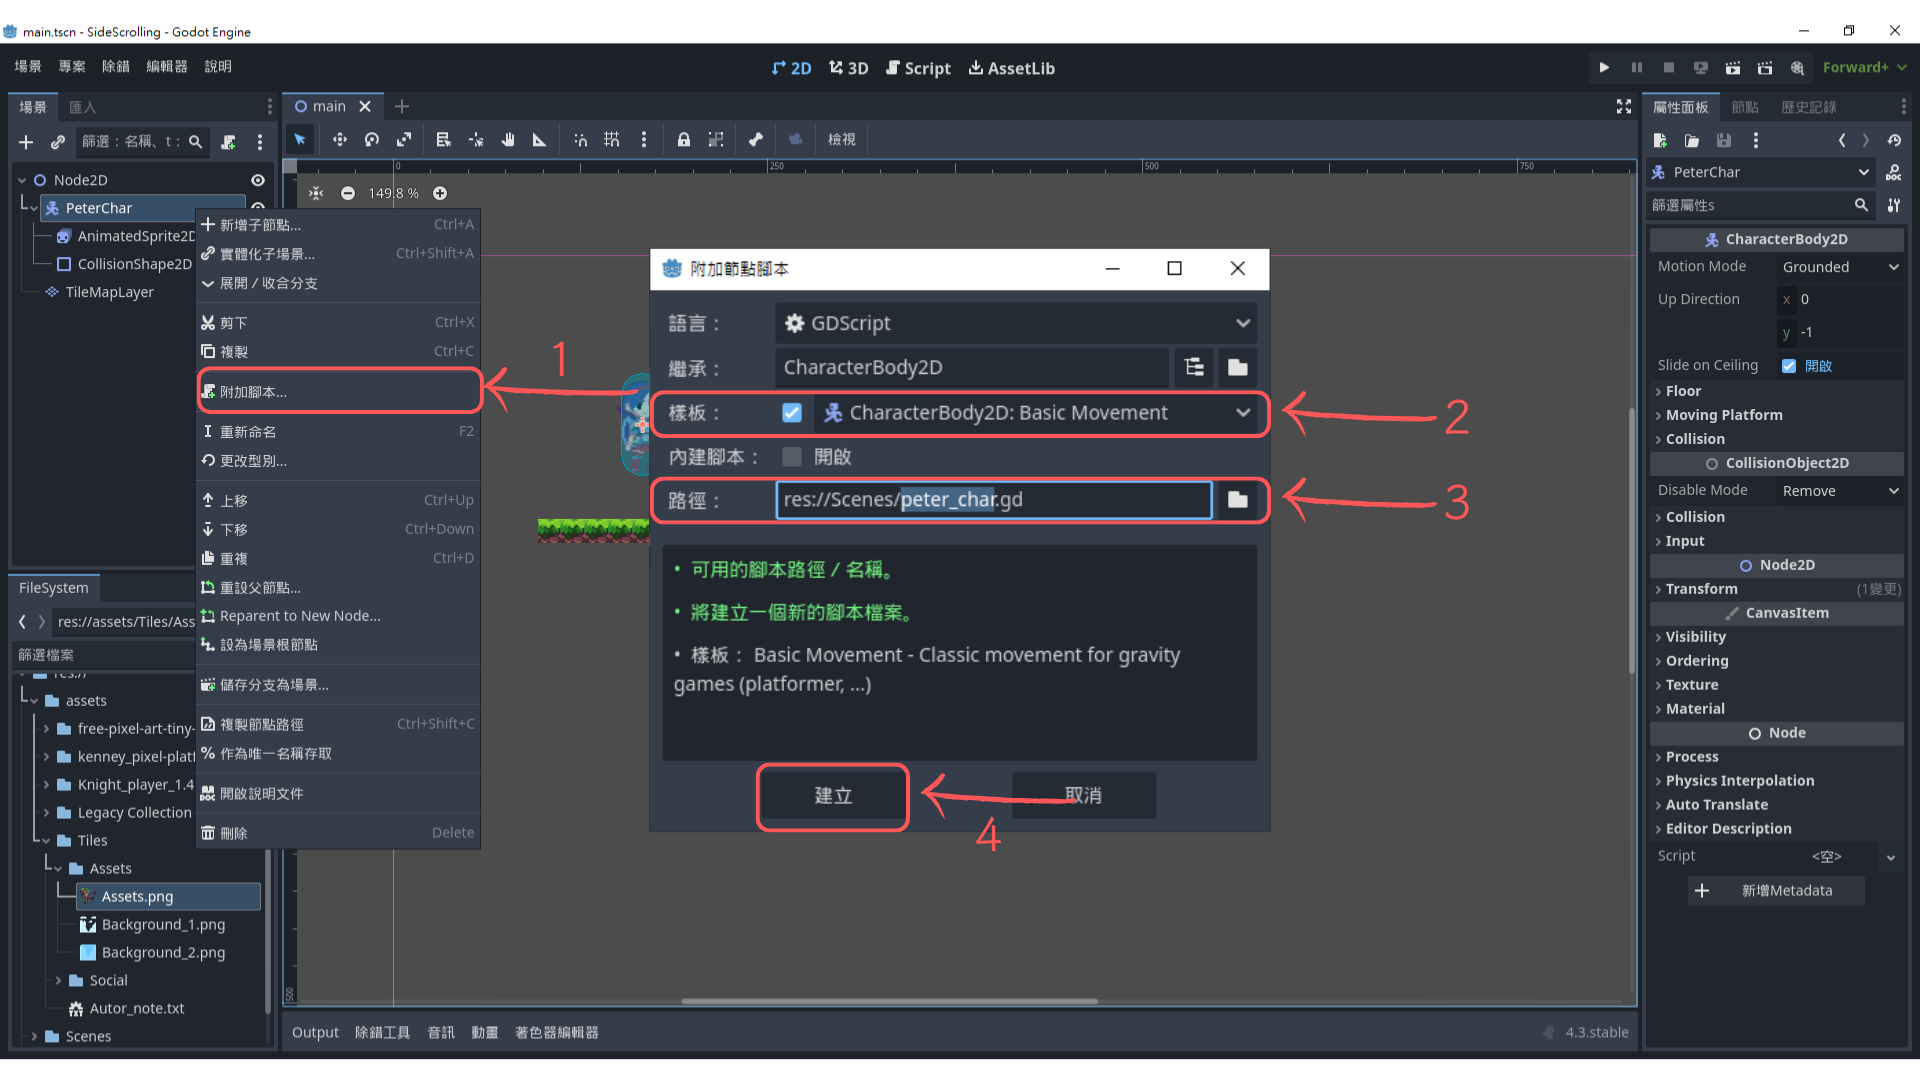 main.tscn - SideScrolling - Godot Engine
場景 專案 除錯 編輯器 說明
2D 3D Script AssetLib
Forward+
場景 匯入
篩選：名稱、t：
Node2D
PeterChar
AnimatedSprite2D
CollisionShape2D
TileMapLayer
main
檢視
0 250 500 750
149.8 %
500
新增子節點... Ctrl+A
實體化子場景... Ctrl+Shift+A
展開 / 收合分支
剪下 Ctrl+X
複製 Ctrl+C
附加腳本...
重新命名 F2
更改型別...
上移 Ctrl+Up
下移 Ctrl+Down
重複 Ctrl+D
重設父節點...
Reparent to New Node...
設為場景根節點
儲存分支為場景...
複製節點路徑 Ctrl+Shift+C
作為唯一名稱存取
開啟說明文件
刪除 Delete
1
附加節點腳本
語言： GDScript
繼承： CharacterBody2D
樣板： CharacterBody2D: Basic Movement
2
內建腳本： 開啟
路徑： res://Scenes/peter_char.gd
3
• 可用的腳本路徑 / 名稱。
• 將建立一個新的腳本檔案。
• 樣板： Basic Movement - Classic movement for gravity
games (platformer, ...)
建立 取消
4
FileSystem
res://assets/Tiles/Ass
篩選檔案
res://
assets
free-pixel-art-tiny-
kenney_pixel-platf
Knight_player_1.4
Legacy Collection
Tiles
Assets
Assets.png
Background_1.png
Background_2.png
Social
Autor_note.txt
Scenes
Output 除錯工具 音訊 動畫 著色器編輯器
4.3.stable
屬性面板 節點 歷史記錄
PeterChar
篩選屬性s
CharacterBody2D
Motion Mode Grounded
Up Direction x 0
y -1
Slide on Ceiling 開啟
Floor
Moving Platform
Collision
CollisionObject2D
Disable Mode Remove
Collision
Input
Node2D
Transform (1變更)
CanvasItem
Visibility
Ordering
Texture
Material
Node
Process
Physics Interpolation
Auto Translate
Editor Description
Script <空>
新增Metadata